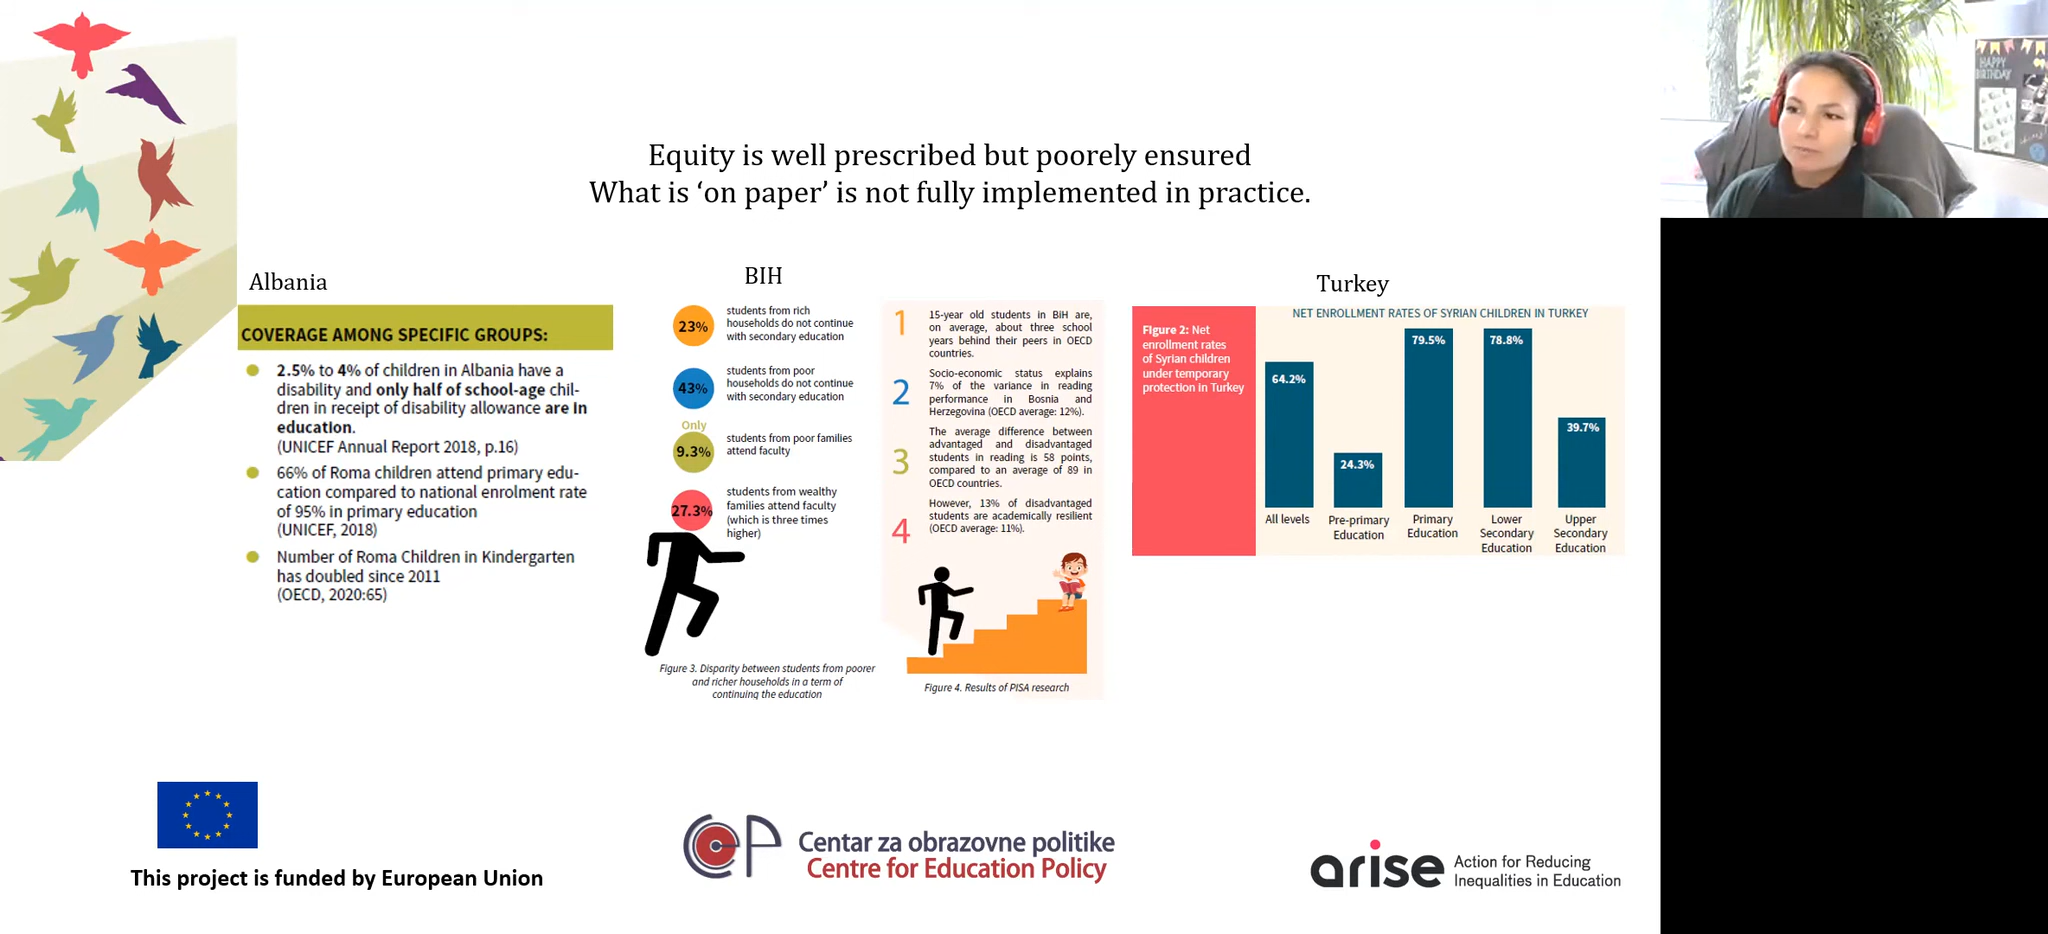 Equity is well prescribed but poorely ensured
What is ‘on paper’ is not fully implemented in practice.
Albania
COVERAGE AMONG SPECIFIC GROUPS:
2.5% to 4% of children in Albania have a
disability and only half of school-age chil-
dren in receipt of disability allowance are in
education.
(UNICEF Annual Report 2018, p.16)
66% of Roma children attend primary edu-
cation compared to national enrolment rate
of 95% in primary education
(UNICEF, 2018)
Number of Roma Children in Kindergarten
has doubled since 2011
(OECD, 2020:65)
BIH
23%
students from rich
households do not continue
with secondary education
43%
students from poor
households do not continue
with secondary education
Only
9.3%
students from poor families
attend faculty
27.3%
students from wealthy
families attend faculty
(which is three times
higher)
Figure 3. Disparity between students from poorer
and richer households in a term of
continuing the education
1
15-year old students in BiH are,
on average, about three school
years behind their peers in OECD
countries.
2
Socio-economic status explains
7% of the variance in reading
performance in Bosnia and
Herzegovina (OECD average: 12%).
3
The average difference between
advantaged and disadvantaged
students in reading is 58 points,
compared to an average of 89 in
OECD countries.
4
However, 13% of disadvantaged
students are academically resilient
(OECD average: 11%).
Figure 4. Results of PISA research
Turkey
Figure 2: Net
enrollment rates
of Syrian children
under temporary
protection in Turkey
NET ENROLLMENT RATES OF SYRIAN CHILDREN IN TURKEY
64.2%
24.3%
79.5%
78.8%
39.7%
All levels
Pre-primary
Education
Primary
Education
Lower
Secondary
Education
Upper
Secondary
Education
This project is funded by European Union
CEP
Centar za obrazovne politike
Centre for Education Policy
arise
Action for Reducing
Inequalities in Education
HAPPY
BIRTHDAY